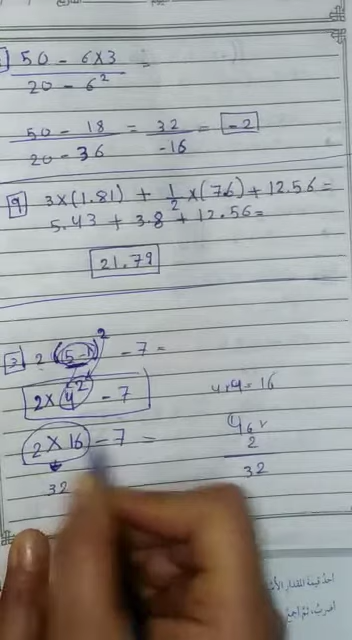 50 - 6×3 =
20 - 6²
50 - 18 = 32 = -2
20 - 36 -16
9 3×(1.81) + 1/2 ×(7.6) + 12.56 =
5.43 + 3.8 + 12.56 =
21.79
3 2 (5-1)² - 7 =
2× 4² - 7
4×4 = 16
2 × 16 - 7 =
2
32
32